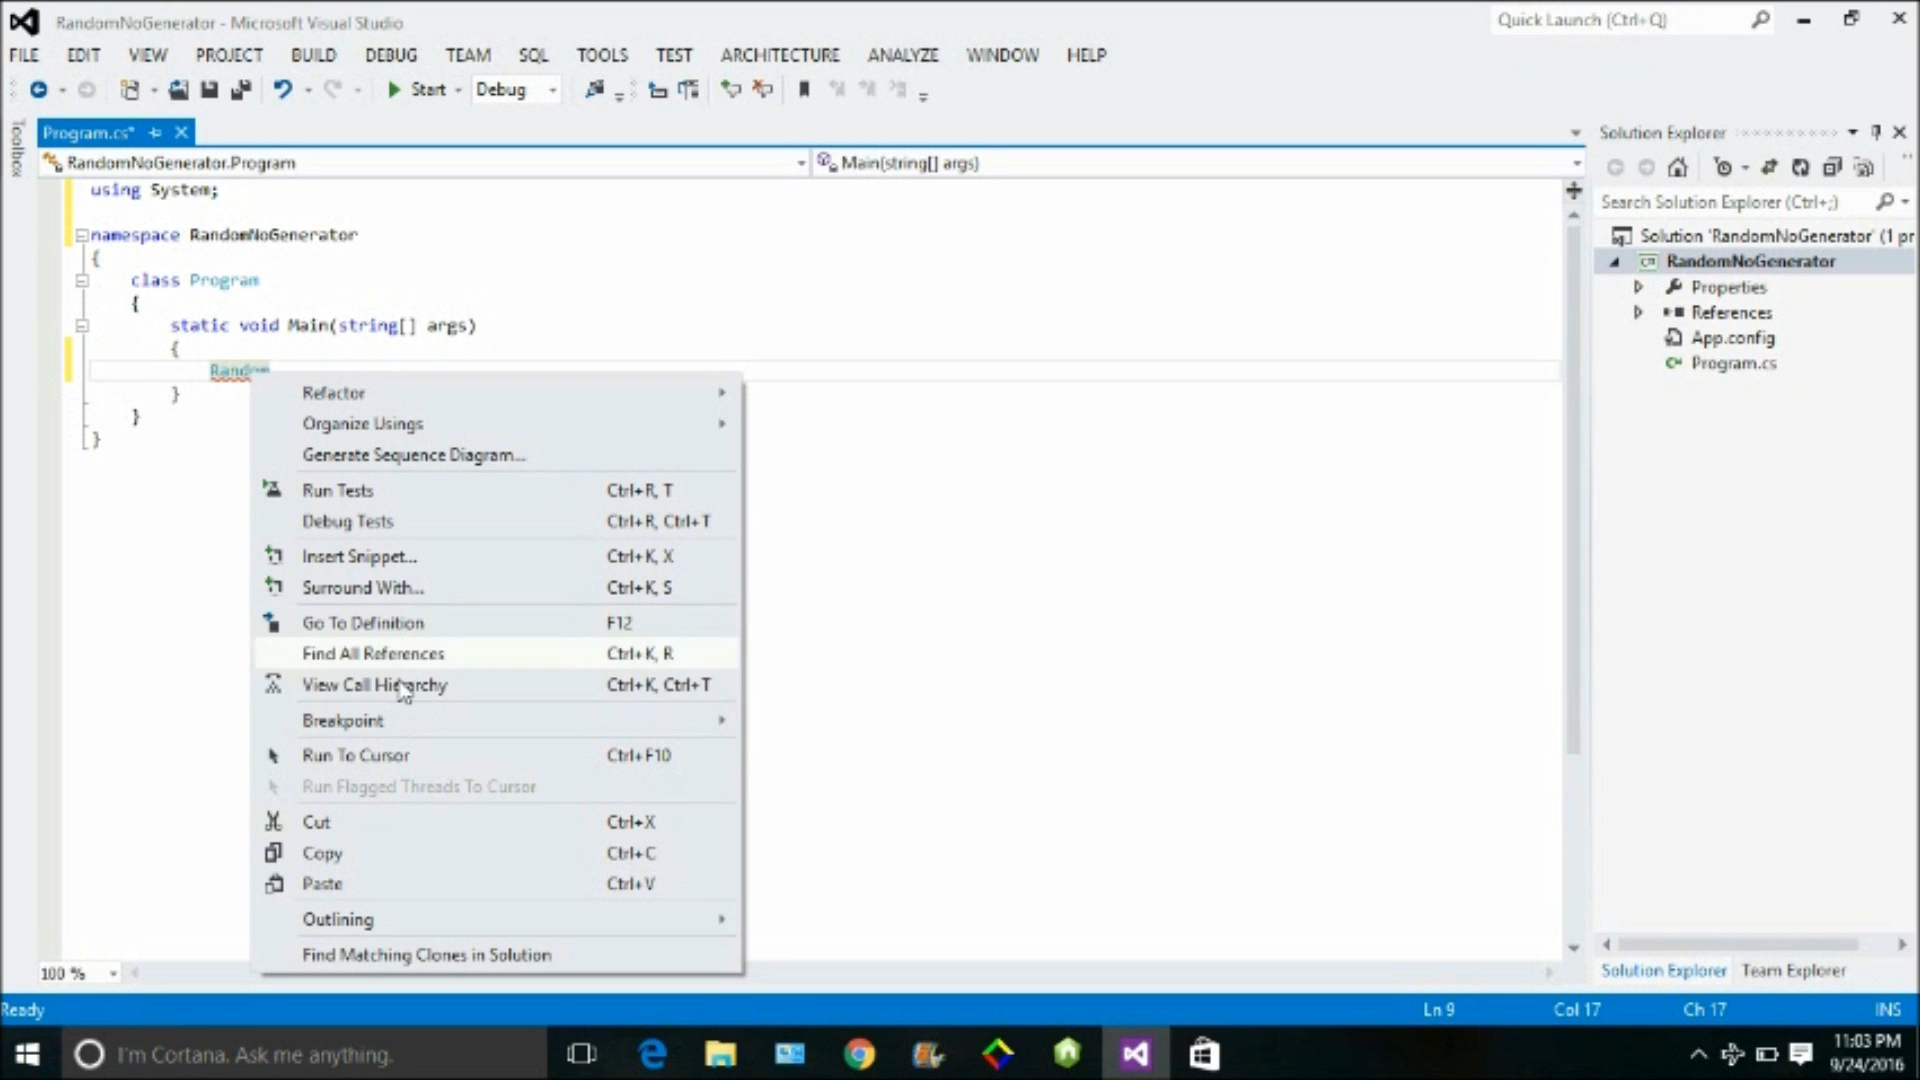 RandomNoGenerator - Microsoft Visual Studio
Quick Launch (Ctrl+Q)
FILE EDIT VIEW PROJECT BUILD DEBUG TEAM SQL TOOLS TEST ARCHITECTURE ANALYZE WINDOW HELP
Start Debug
Toolbox
Program.cs*
RandomNoGenerator.Program
Main(string[] args)
using System;
namespace RandomNoGenerator
{
class Program
{
static void Main(string[] args)
{
Random
}
}
}
Refactor
Organize Usings
Generate Sequence Diagram...
Run Tests Ctrl+R, T
Debug Tests Ctrl+R, Ctrl+T
Insert Snippet... Ctrl+K, X
Surround With... Ctrl+K, S
Go To Definition F12
Find All References Ctrl+K, R
View Call Hierarchy Ctrl+K, Ctrl+T
Breakpoint
Run To Cursor Ctrl+F10
Run Flagged Threads To Cursor
Cut Ctrl+X
Copy Ctrl+C
Paste Ctrl+V
Outlining
Find Matching Clones in Solution
100 %
Solution Explorer
Search Solution Explorer (Ctrl+;)
Solution 'RandomNoGenerator' (1 pr
RandomNoGenerator
Properties
References
App.config
C# Program.cs
Solution Explorer Team Explorer
Ready
Ln 9 Col 17 Ch 17 INS
I'm Cortana. Ask me anything.
11:03 PM
9/24/2016